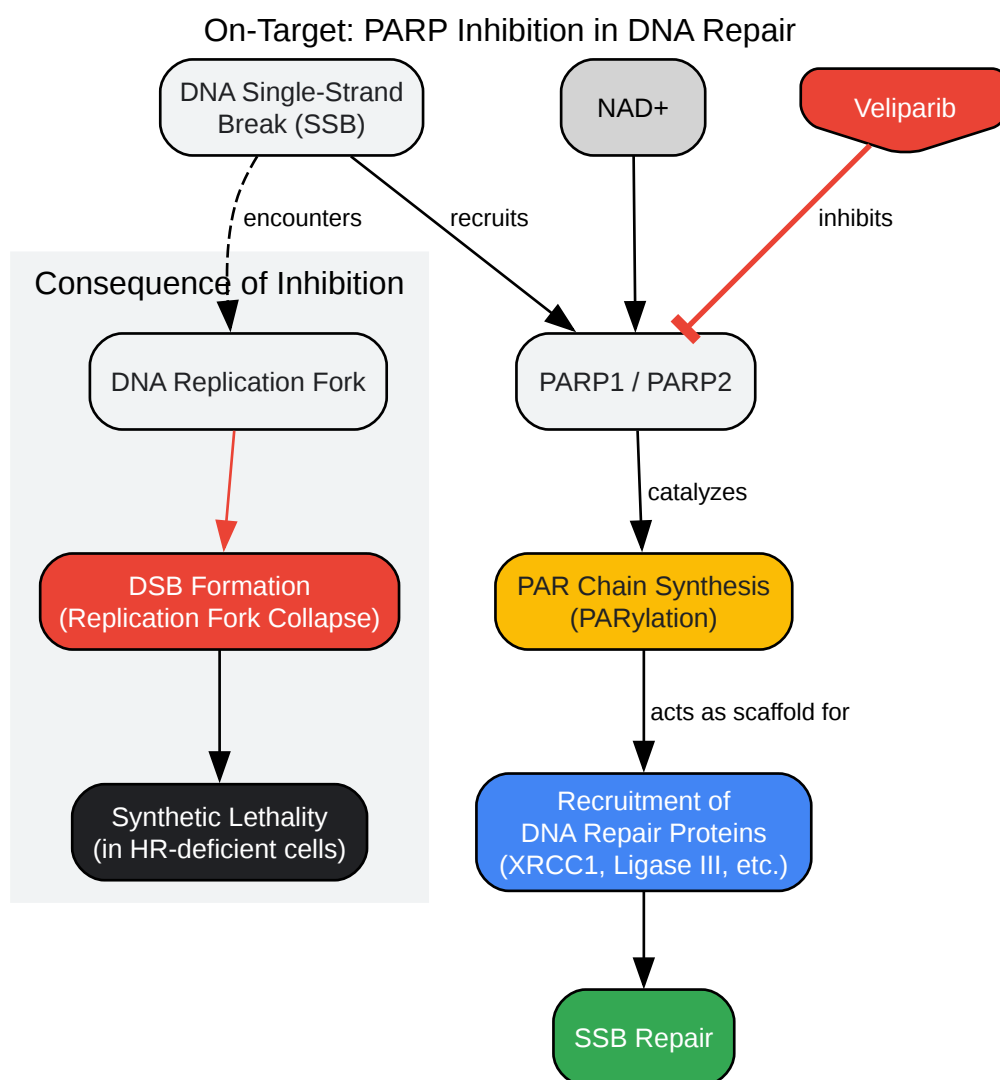 On-Target: PARP Inhibition in DNA Repair
DNA Single-Strand
Break (SSB)
NAD+
Veliparib
encounters
recruits
inhibits
Consequence of Inhibition
DNA Replication Fork
PARP1 / PARP2
catalyzes
DSB Formation
(Replication Fork Collapse)
PAR Chain Synthesis
(PARylation)
acts as scaffold for
Synthetic Lethality
(in HR-deficient cells)
Recruitment of
DNA Repair Proteins
(XRCC1, Ligase III, etc.)
SSB Repair